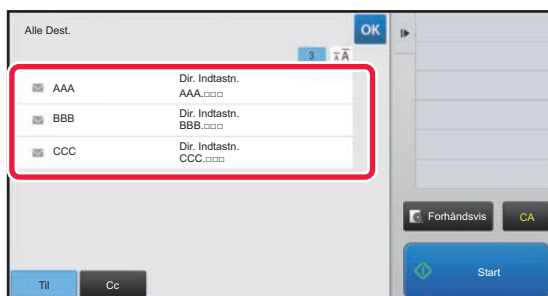 Alle Dest.
OK
3 AA
AAA
Dir. Indtastn.
AAA.□□□
BBB
Dir. Indtastn.
BBB.□□□
CCC
Dir. Indtastn.
CCC.□□□
Forhåndsvis
CA
Til
Cc
Start